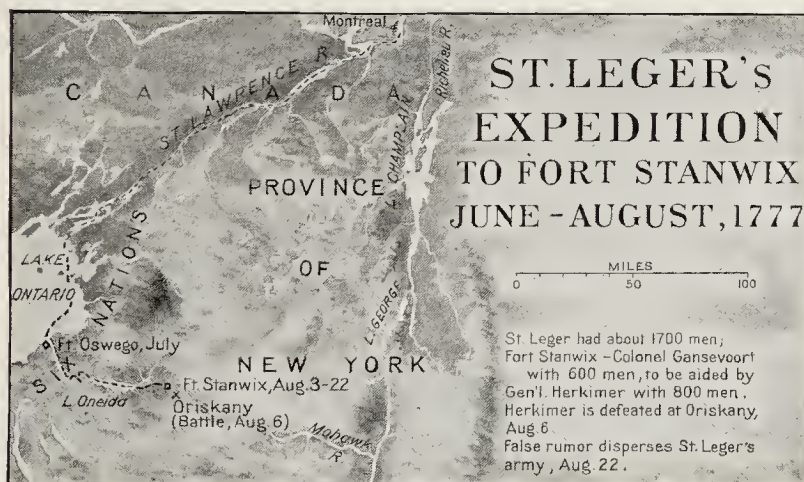 ST. LEGER's
EXPEDITION
TO FORT STANWIX
JUNE - AUGUST, 1777
MILES
0 50 100
St. Leger had about 1700 men;
Fort Stanwix - Colonel Gansevoort
with 600 men, to be aided by
Gen'l. Herkimer with 800 men.
Herkimer is defeated at Oriskany,
Aug. 6.
False rumor disperses St. Leger's
army, Aug. 22.
Montreal
Richelieu R.
CANADA
ST. LAWRENCE R.
L. CHAMPLAIN
PROVINCE
OF
NEW YORK
SIX NATIONS
LAKE
ONTARIO
L. GEORGE
Ft. Oswego, July
Ft. Stanwix, Aug. 3-22
L. Oneida
Oriskany
(Battle, Aug. 6)
Mohawk
R.